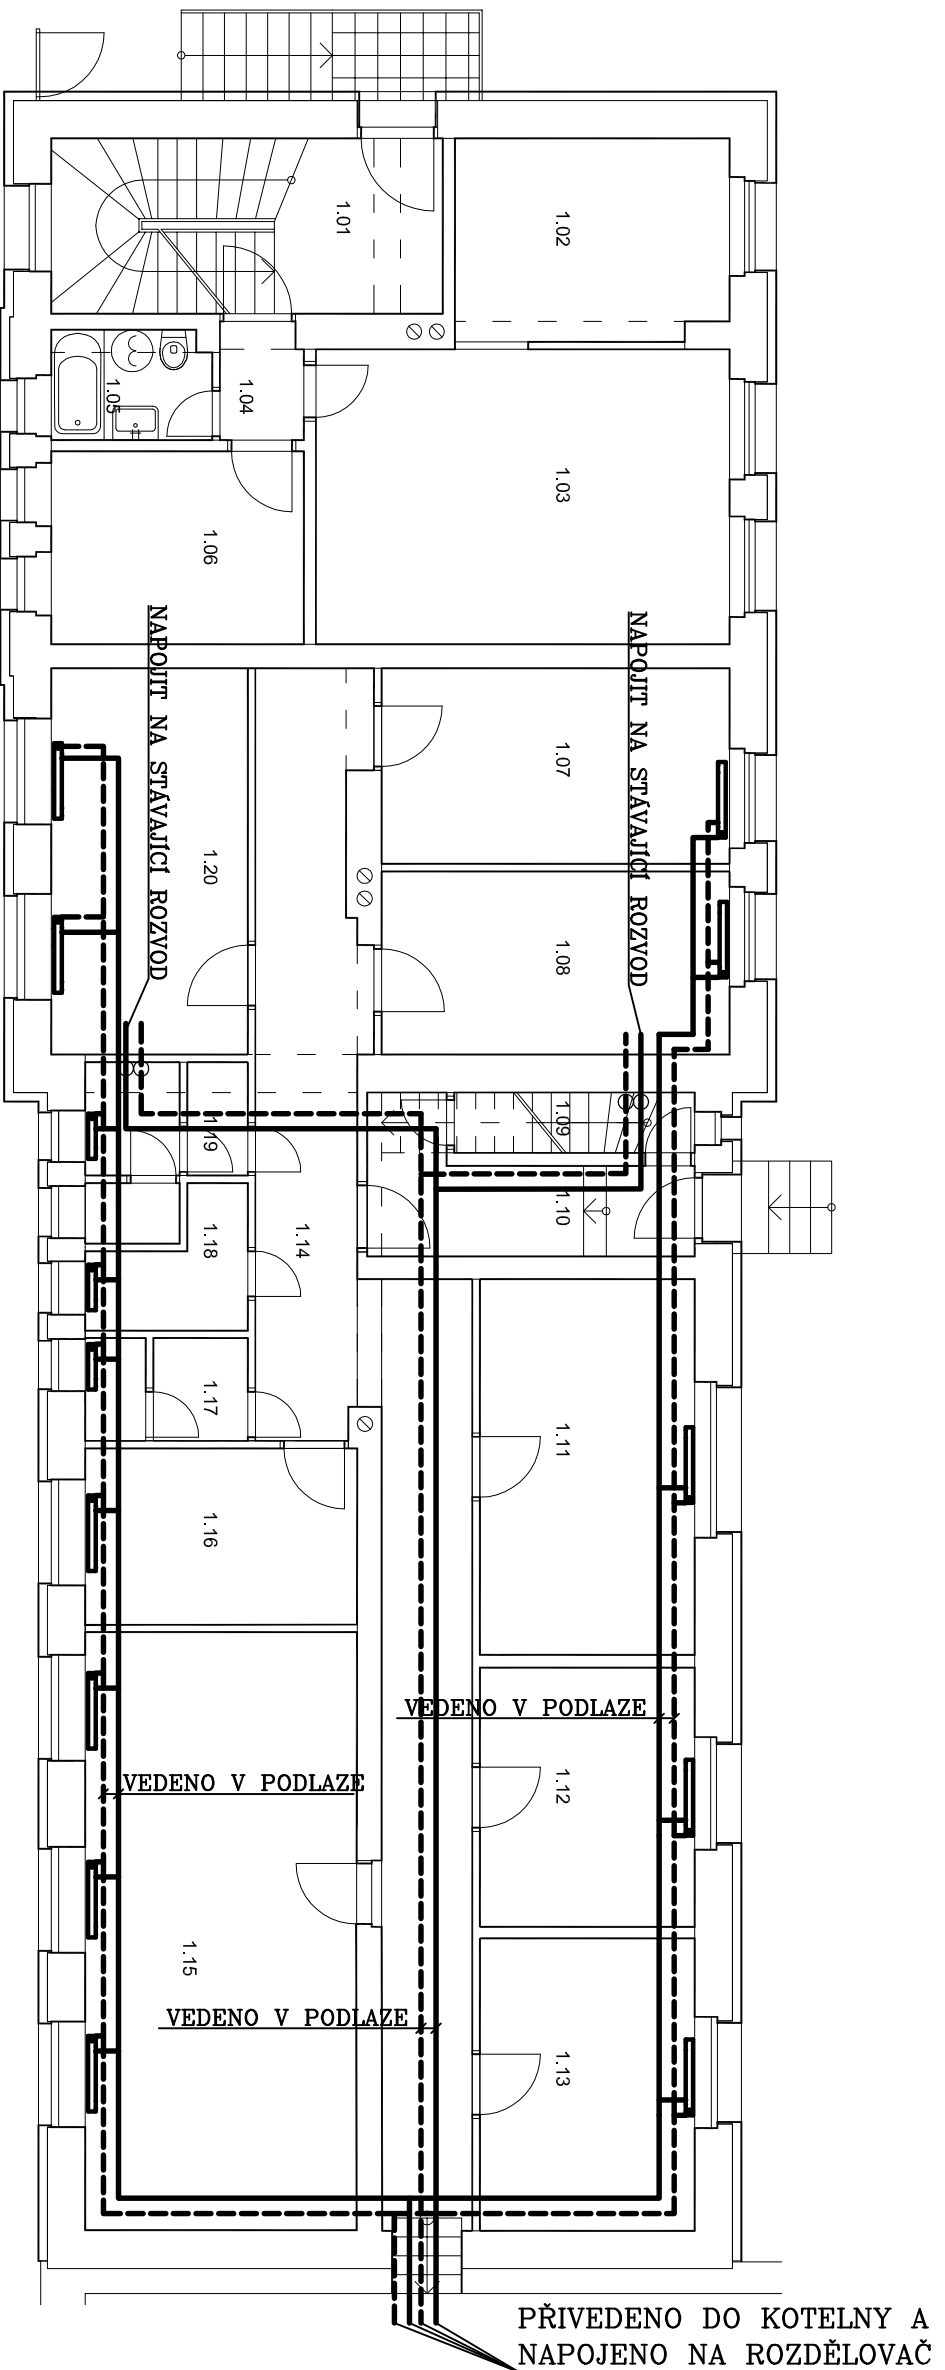 1.01
1.02
1.05
1.04
1.03
1.06
NAPOJIT NA STÁVAJÍCÍ ROZVOD
NAPOJIT NA STÁVAJÍCÍ ROZVOD
1.07
1.20
1.08
1.09
1.19
1.10
1.18
1.14
1.17
1.11
1.16
VEDENO V PODLAZE
VEDENO V PODLAZE
1.12
1.15
VEDENO V PODLAZE
1.13
PŘIVEDENO DO KOTELNY A
NAPOJENO NA ROZDĚLOVAČ